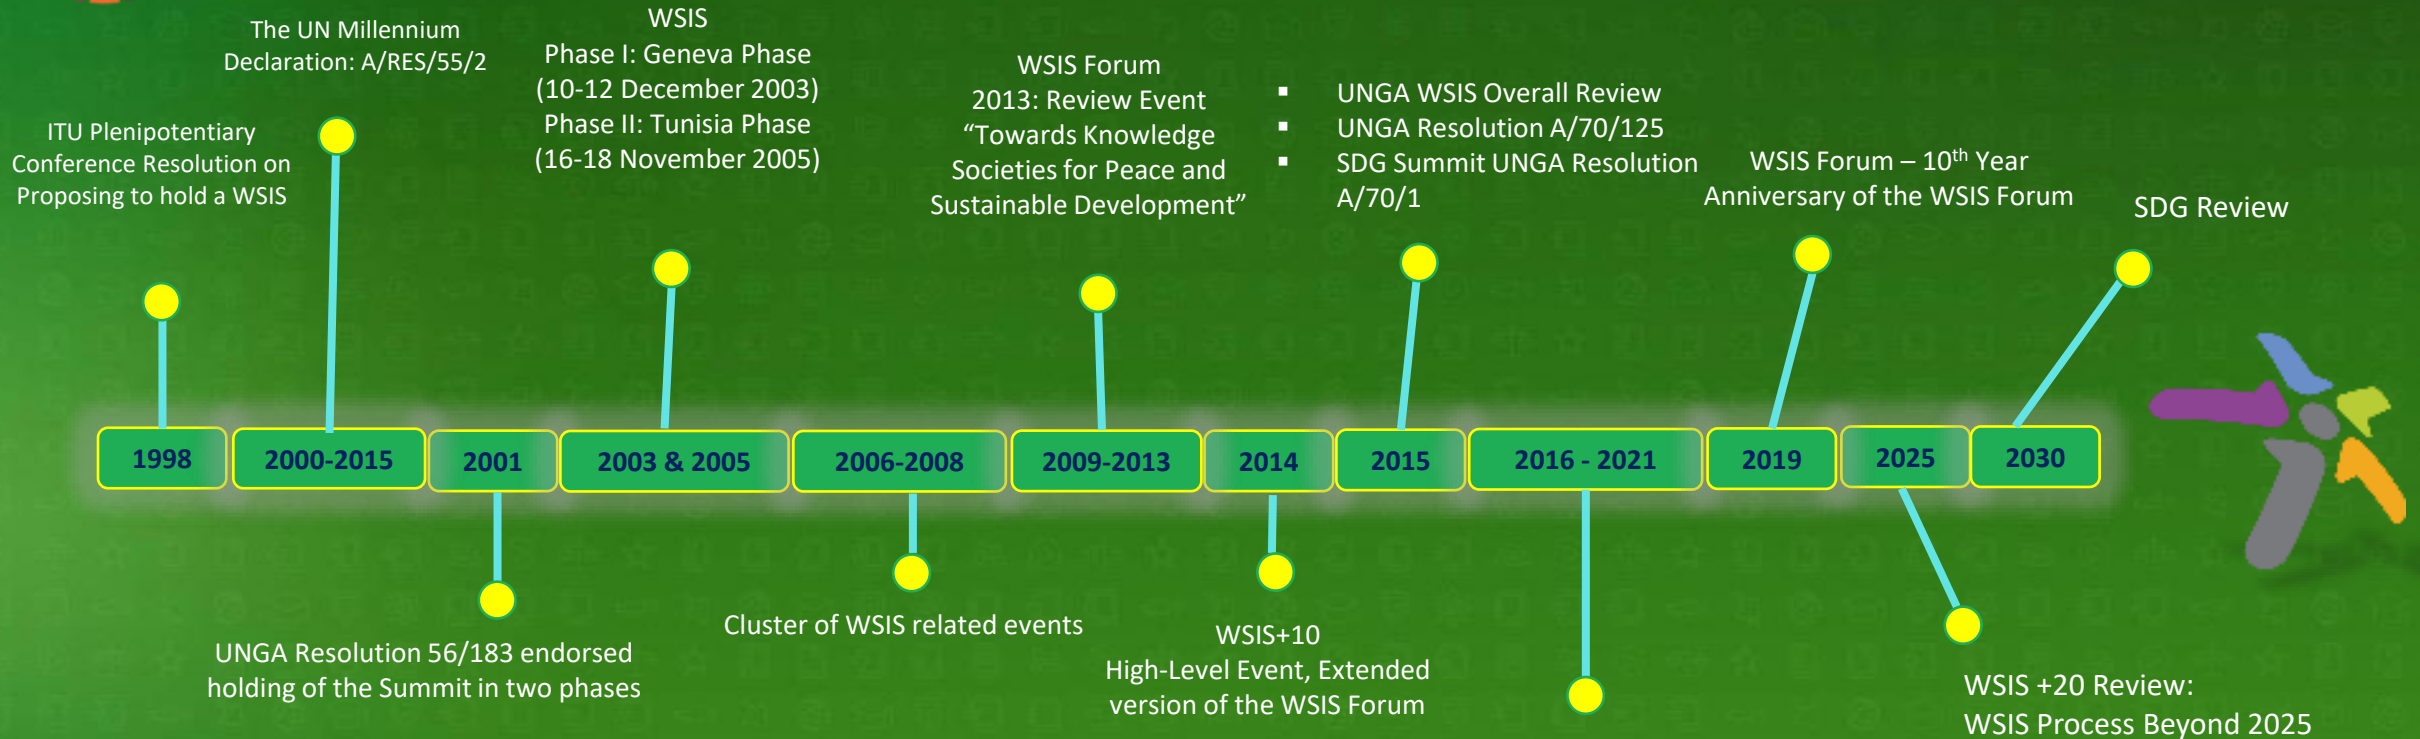 The UN Millennium
Declaration: A/RES/55/2
WSIS
Phase I: Geneva Phase
(10-12 December 2003)
Phase II: Tunisia Phase
(16-18 November 2005)
WSIS Forum
2013: Review Event
“Towards Knowledge
Societies for Peace and
Sustainable Development”
▪ UNGA WSIS Overall Review
▪ UNGA Resolution A/70/125
▪ SDG Summit UNGA Resolution
A/70/1
ITU Plenipotentiary
Conference Resolution on
Proposing to hold a WSIS
WSIS Forum – 10th Year
Anniversary of the WSIS Forum
SDG Review
1998
2000-2015
2001
2003 & 2005
2006-2008
2009-2013
2014
2015
2016 - 2021
2019
2025
2030
UNGA Resolution 56/183 endorsed
holding of the Summit in two phases
Cluster of WSIS related events
WSIS+10
High-Level Event, Extended
version of the WSIS Forum
WSIS +20 Review:
WSIS Process Beyond 2025